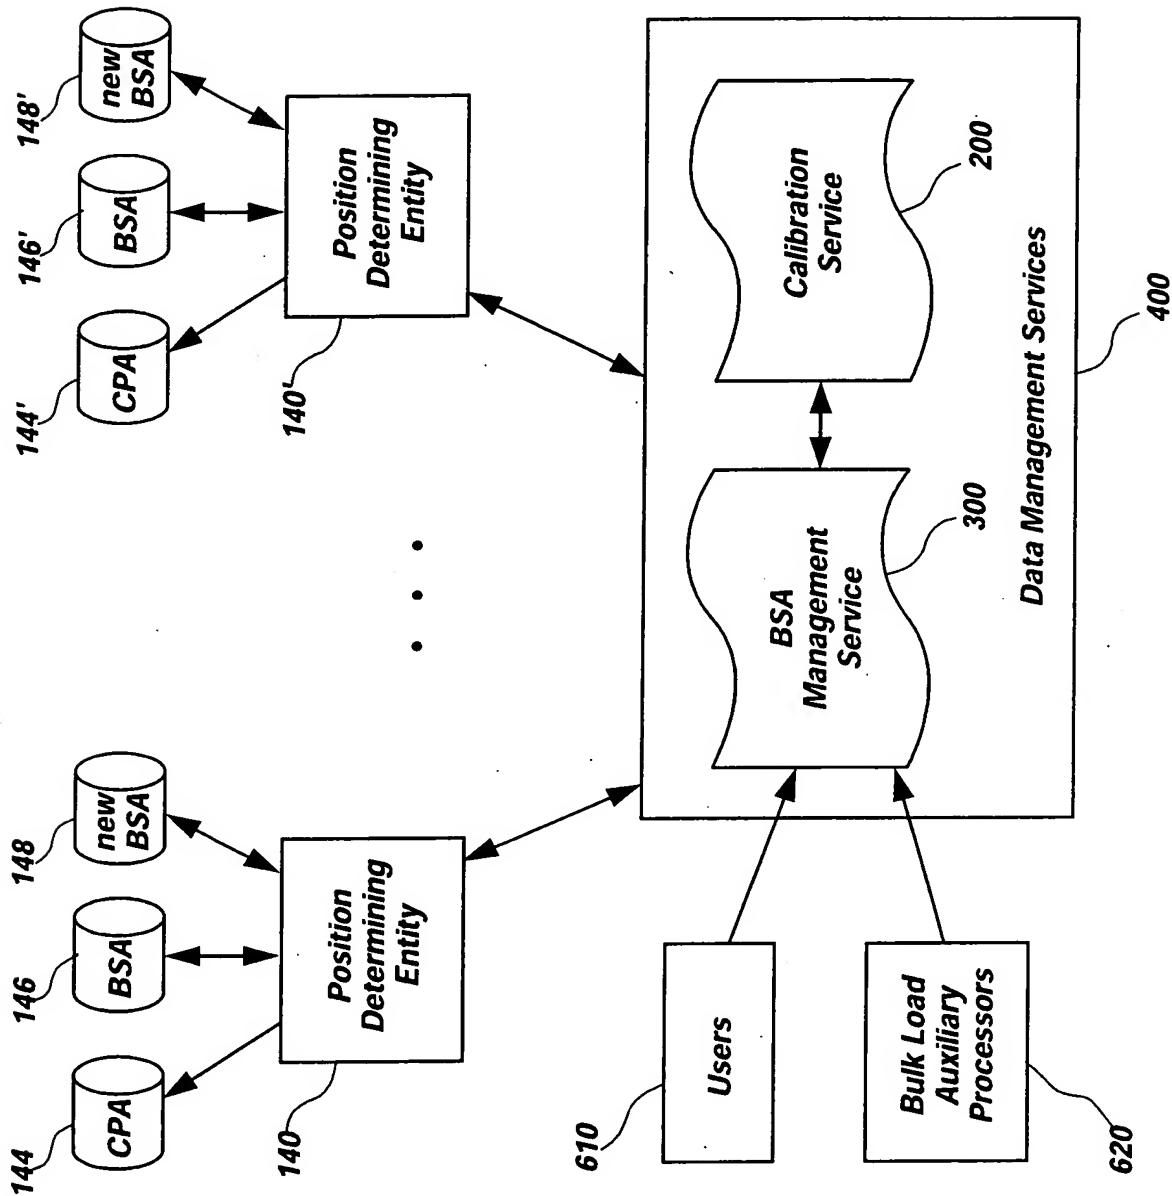 144
146
148
144'
146'
148'
CPA
BSA
new
BSA
CPA
BSA
new
BSA
140
Position
Determining
Entity
140'
Position
Determining
Entity
610
Users
BSA
Management
Service
300
Calibration
Service
200
Bulk Load
Auxiliary
Processors
620
Data Management Services
400